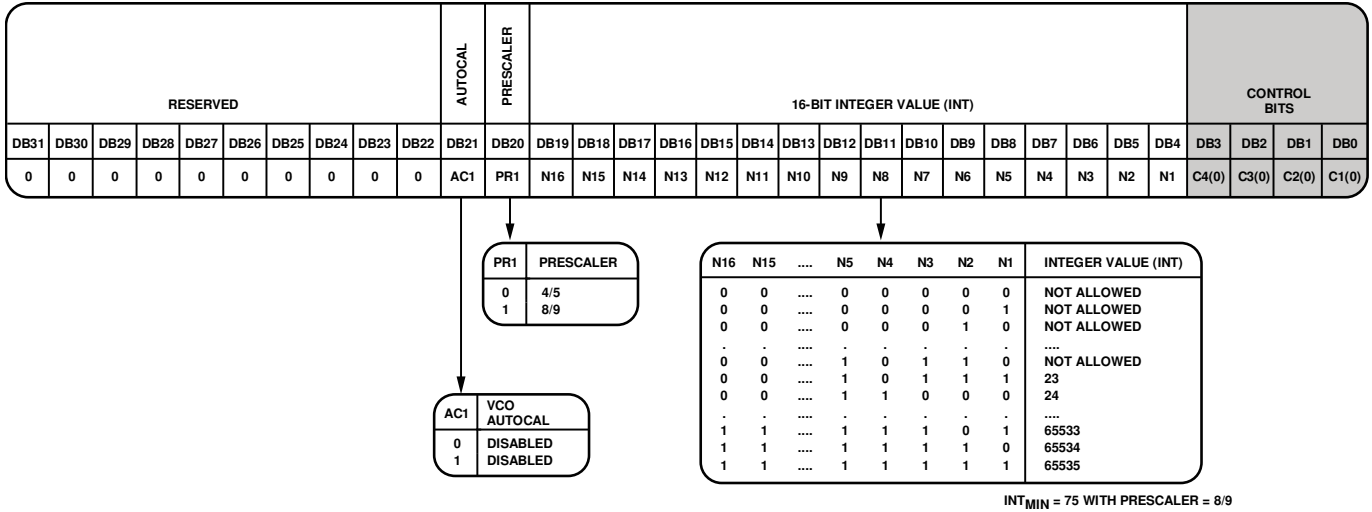 RESERVED AUTOCAL PRESCALER 16-BIT INTEGER VALUE (INT) CONTROL BITS
DB31 DB30 DB29 DB28 DB27 DB26 DB25 DB24 DB23 DB22 DB21 DB20 DB19 DB18 DB17 DB16 DB15 DB14 DB13 DB12 DB11 DB10 DB9 DB8 DB7 DB6 DB5 DB4 DB3 DB2 DB1 DB0
0 0 0 0 0 0 0 0 0 0 AC1 PR1 N16 N15 N14 N13 N12 N11 N10 N9 N8 N7 N6 N5 N4 N3 N2 N1 C4(0) C3(0) C2(0) C1(0)
PR1 PRESCALER
0 4/5
1 8/9
AC1 VCO AUTOCAL
0 DISABLED
1 DISABLED
N16 N15 .... N5 N4 N3 N2 N1 INTEGER VALUE (INT)
0 0 .... 0 0 0 0 0 NOT ALLOWED
0 0 .... 0 0 0 0 1 NOT ALLOWED
0 0 .... 0 0 0 1 0 NOT ALLOWED
. . .... . . . . . ....
0 0 .... 1 0 1 1 0 NOT ALLOWED
0 0 .... 1 0 1 1 1 23
0 0 .... 1 1 0 0 0 24
. . .... . . . . . ....
1 1 .... 1 1 1 0 1 65533
1 1 .... 1 1 1 1 0 65534
1 1 .... 1 1 1 1 1 65535
INTMIN = 75 WITH PRESCALER = 8/9